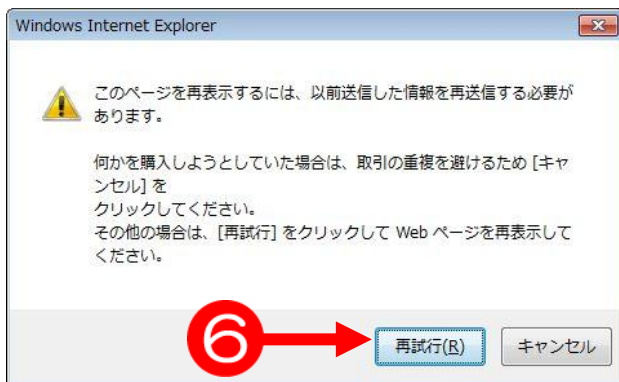 Windows Internet Explorer
このページを再表示するには、以前送信した情報を再送信する必要が
あります。
何かを購入しようとしていた場合は、取引の重複を避けるため [キャ
ンセル] を
クリックしてください。
その他の場合は、[再試行] をクリックして Web ページを再表示して
ください。
6
再試行(R)
キャンセル